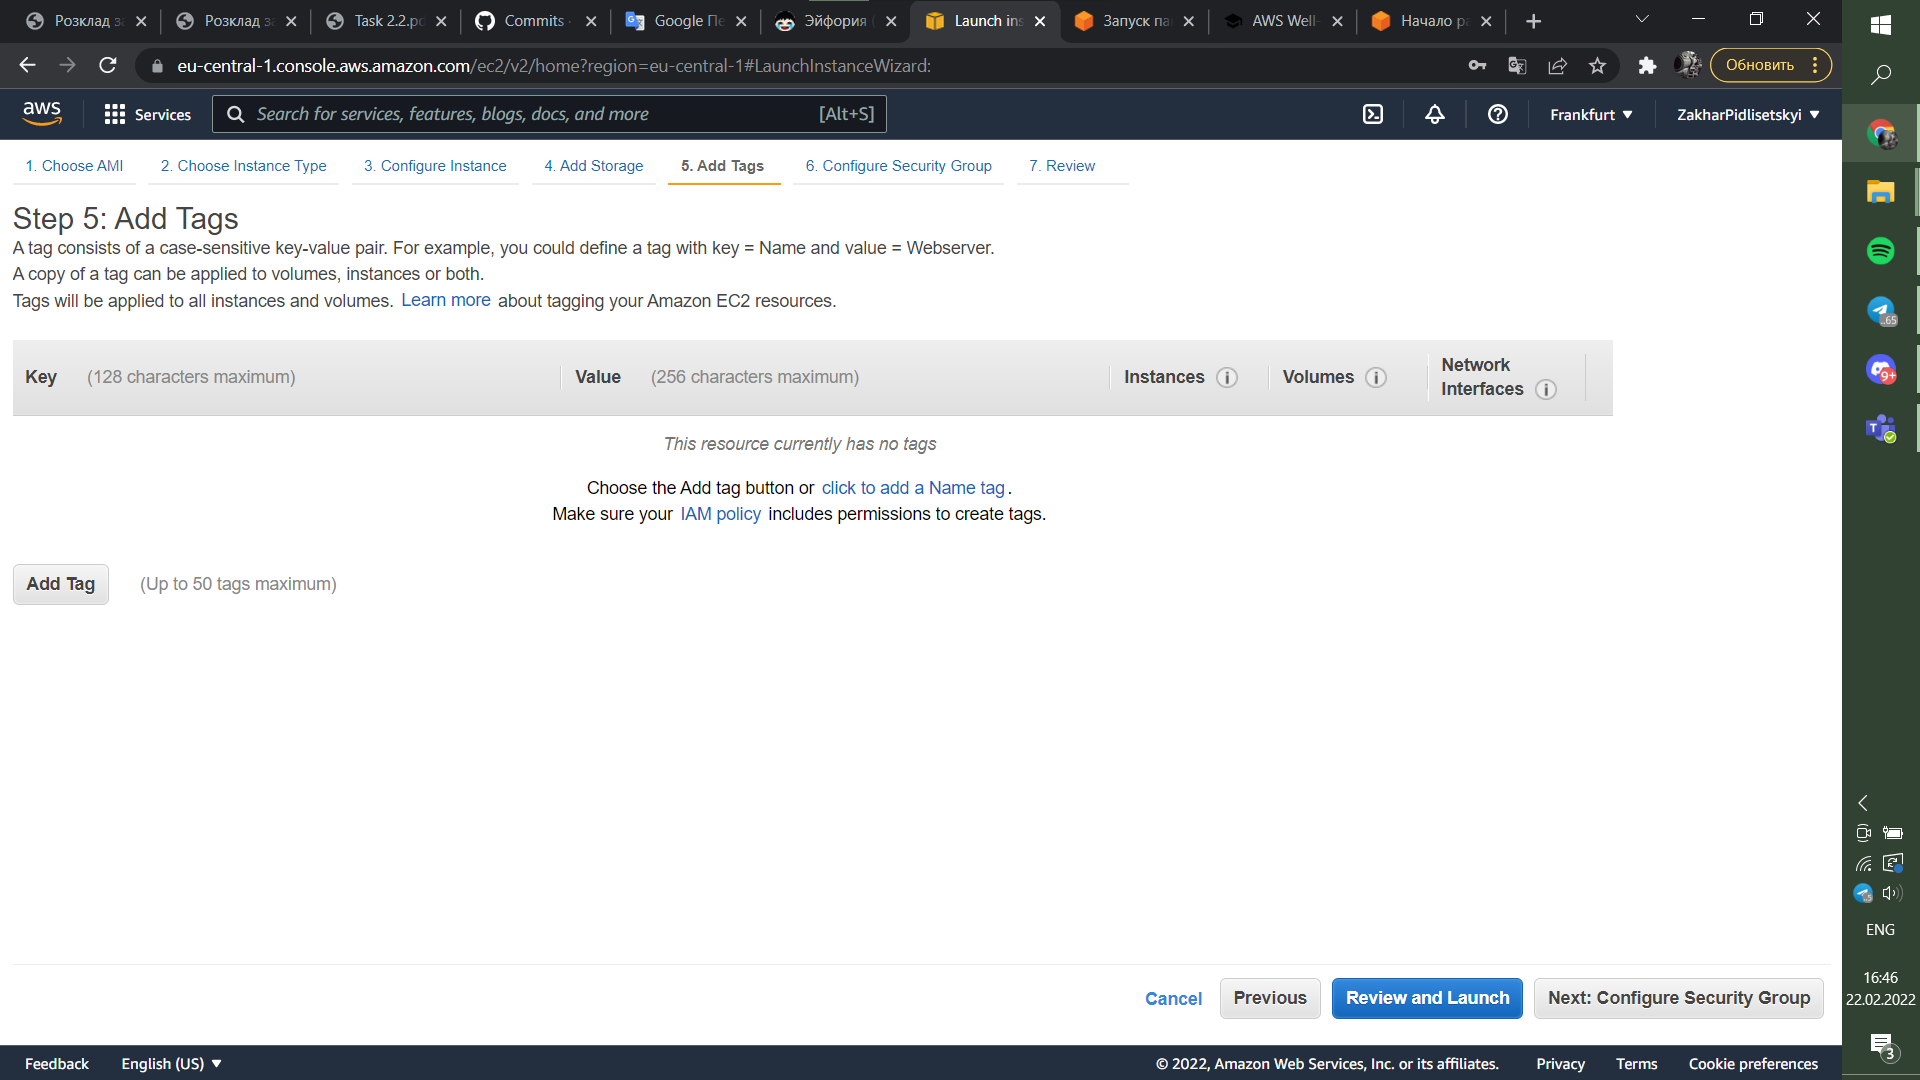 Розклад за
Розклад за
Task 2.2.pd
Commits ·
Google Пе
Эйфория (
Launch ins
Запуск па
AWS Well-
Начало ра
eu-central-1.console.aws.amazon.com/ec2/v2/home?region=eu-central-1#LaunchInstanceWizard:
Обновить
aws
Services
Search for services, features, blogs, docs, and more
[Alt+S]
Frankfurt
ZakharPidlisetskyi
1. Choose AMI
2. Choose Instance Type
3. Configure Instance
4. Add Storage
5. Add Tags
6. Configure Security Group
7. Review
Step 5: Add Tags
A tag consists of a case-sensitive key-value pair. For example, you could define a tag with key = Name and value = Webserver.
A copy of a tag can be applied to volumes, instances or both.
Tags will be applied to all instances and volumes. Learn more about tagging your Amazon EC2 resources.
Key (128 characters maximum)
Value (256 characters maximum)
Instances
Volumes
Network
Interfaces
This resource currently has no tags
Choose the Add tag button or click to add a Name tag.
Make sure your IAM policy includes permissions to create tags.
Add Tag
(Up to 50 tags maximum)
Cancel
Previous
Review and Launch
Next: Configure Security Group
Feedback
English (US)
© 2022, Amazon Web Services, Inc. or its affiliates.
Privacy
Terms
Cookie preferences
..65
9+
ENG
16:46
22.02.2022
3